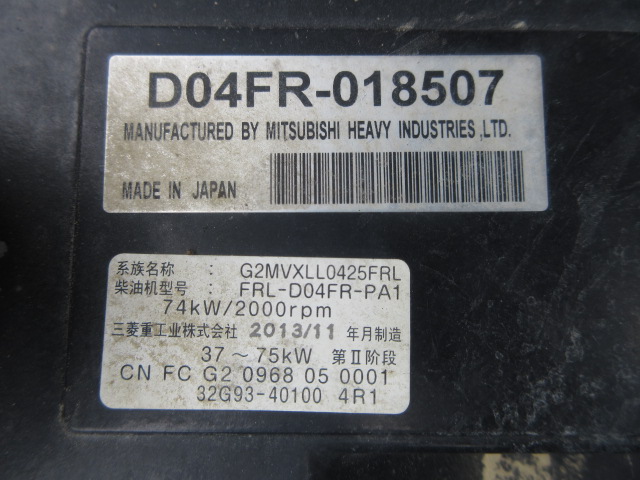 D04FR-018507
MANUFACTURED BY MITSUBISHI HEAVY INDUSTRIES ,LTD.
MADE IN JAPAN
系族名称 : G2MVXLL0425FRL
柴油机型号 : FRL-D04FR-PA1
74kW/2000rpm
三菱重工业株式会社 2013/11 年月制造
37～75kW 第Ⅱ阶段
CN FC G2 0968 05 0001
32G93-40100 4R1